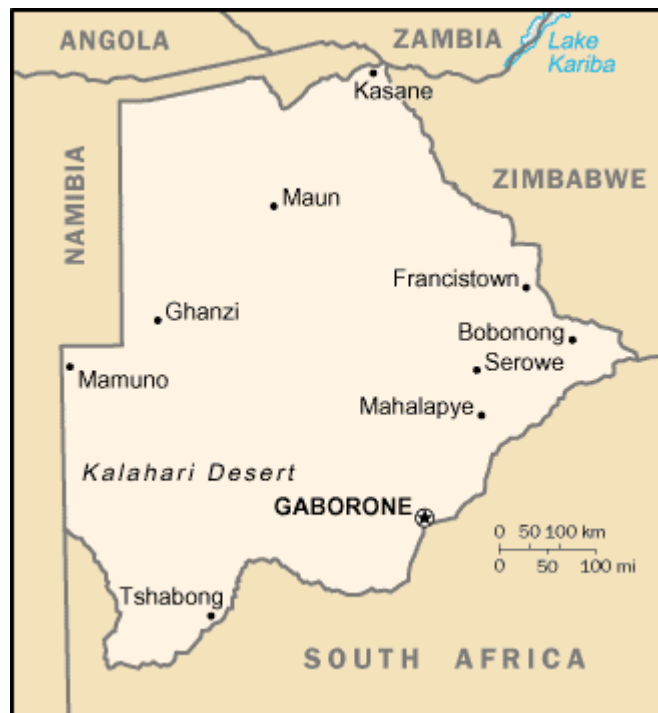 ANGOLA
ZAMBIA
Lake
Kariba
Kasane
NAMIBIA
ZIMBABWE
Maun
Francistown
Ghanzi
Bobonong
Serowe
Mamuno
Mahalapye
Kalahari Desert
GABORONE
0 50 100 km
0 50 100 mi
Tshabong
SOUTH AFRICA